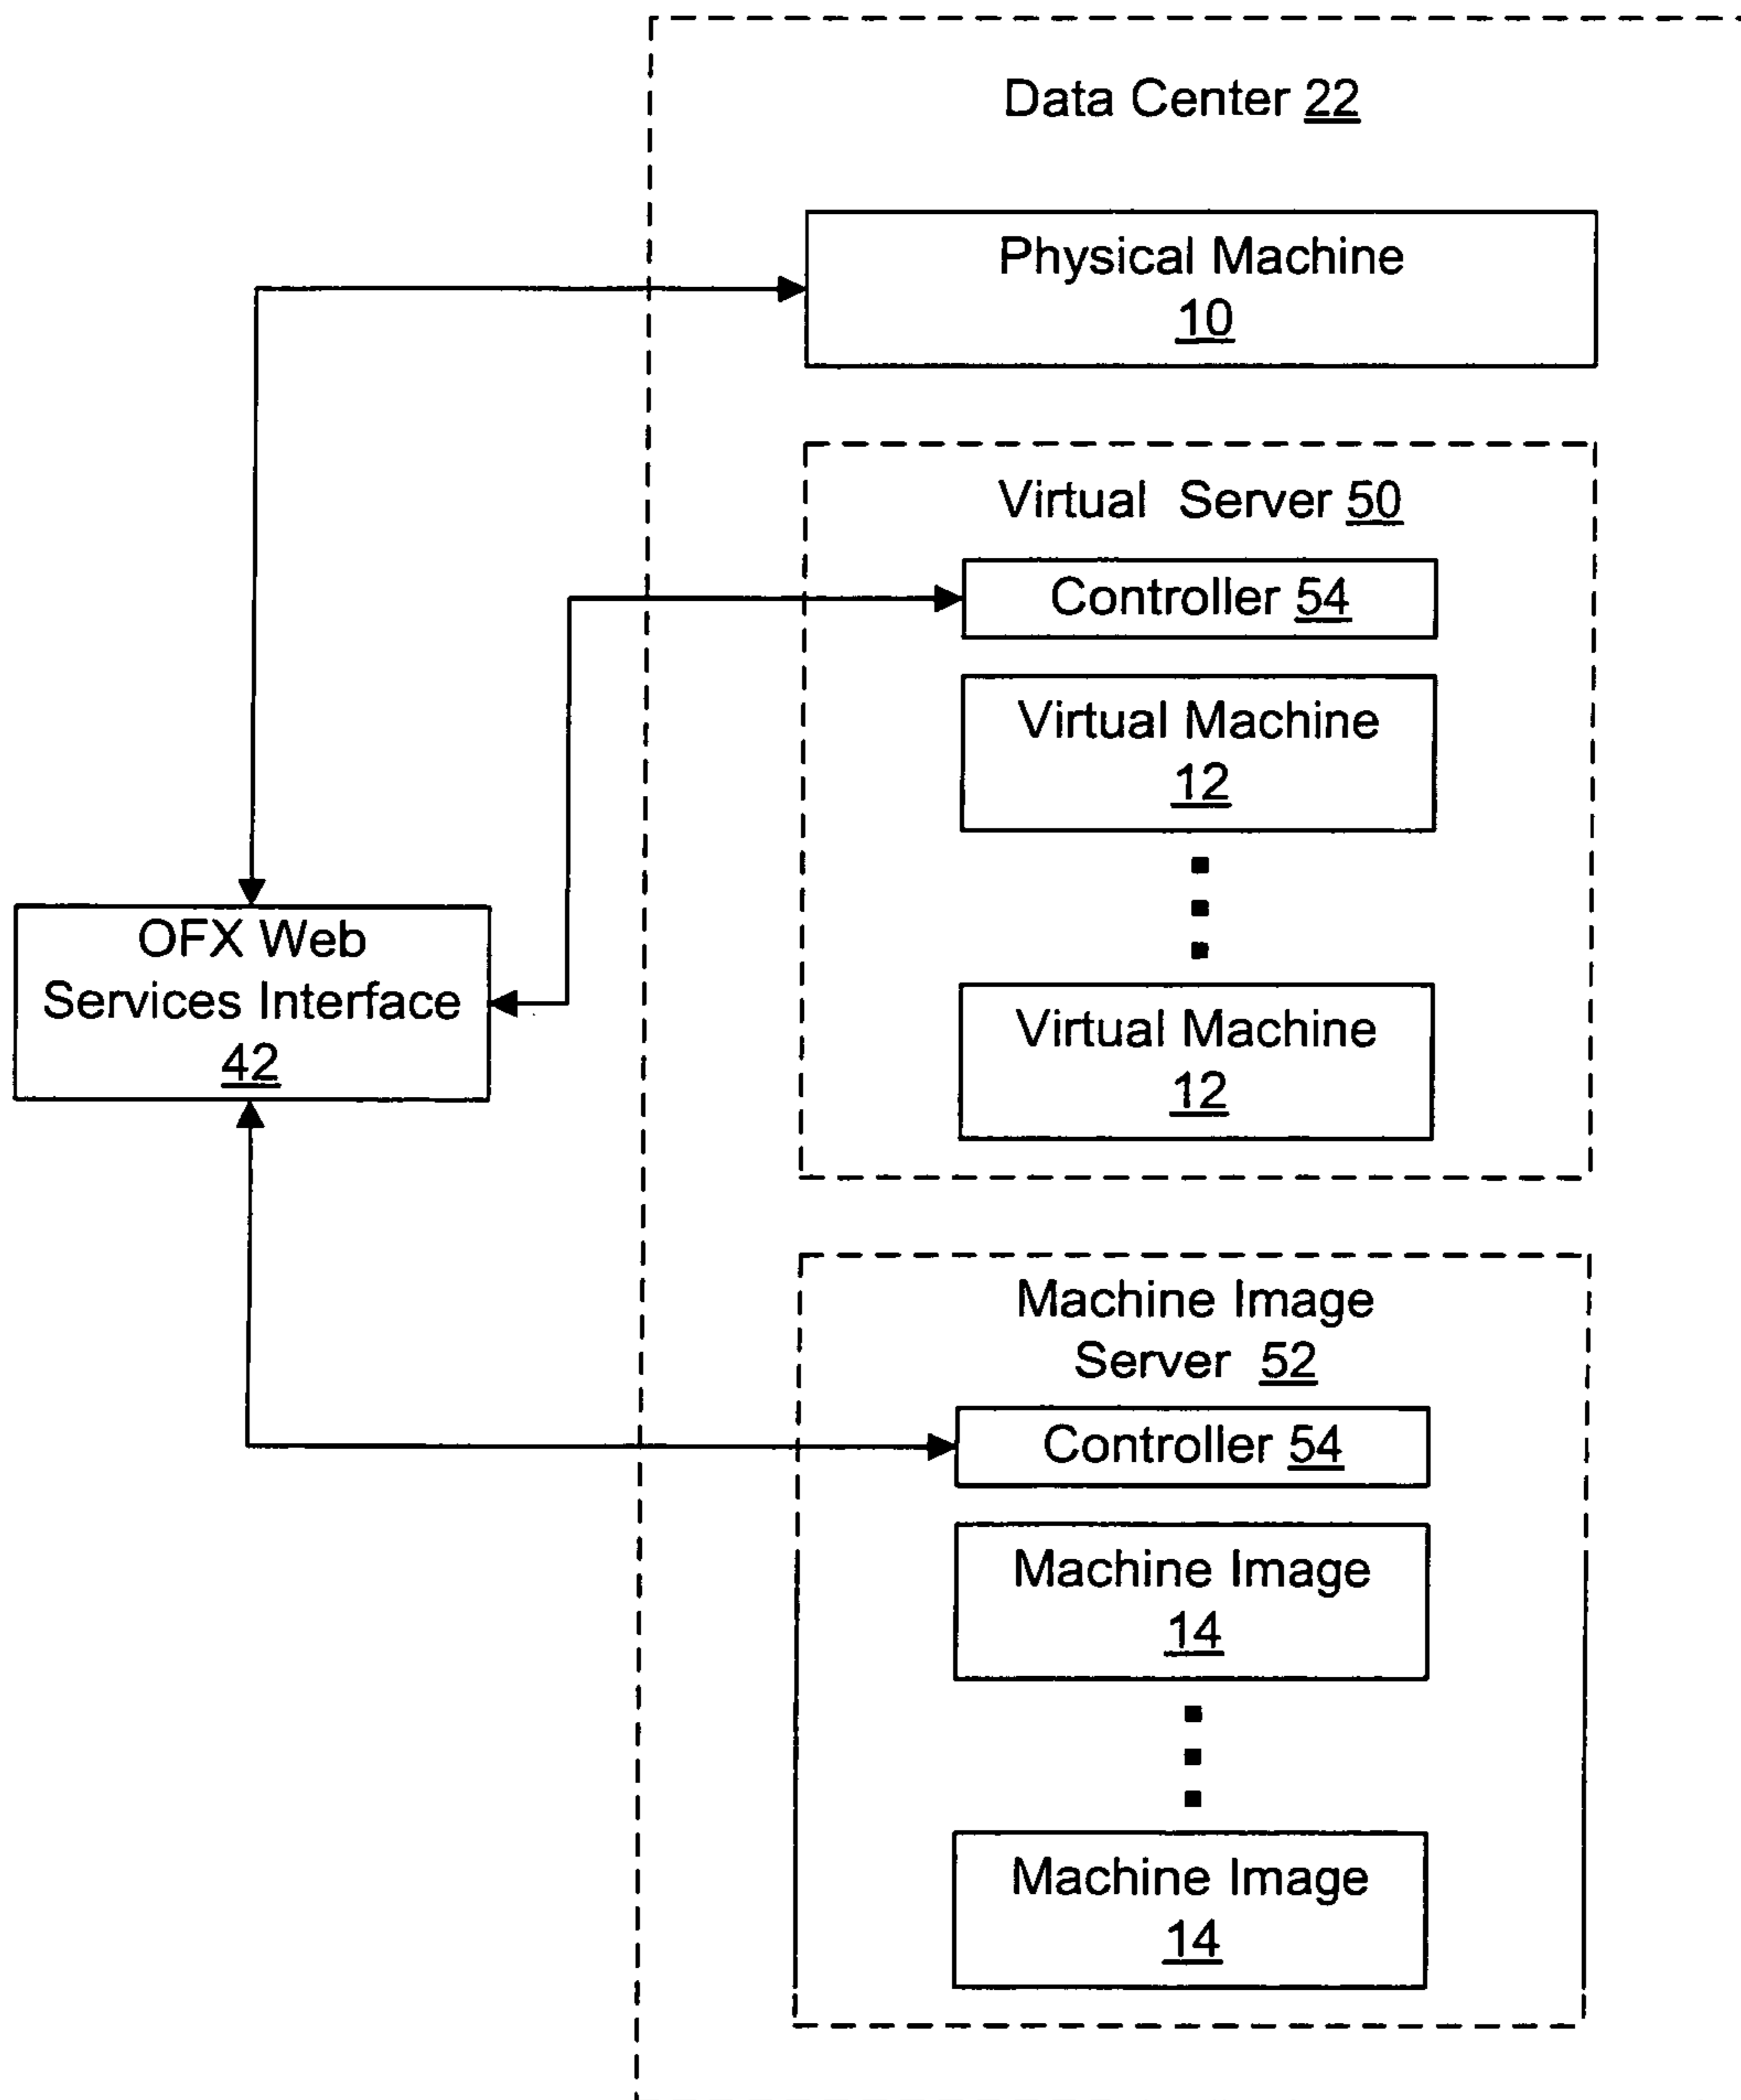 Data Center 22
Physical Machine
10
Virtual Server 50
Controller 54
Virtual Machine
12
Virtual Machine
12
OFX Web
Services Interface
42
Machine Image
Server 52
Controller 54
Machine Image
14
Machine Image
14